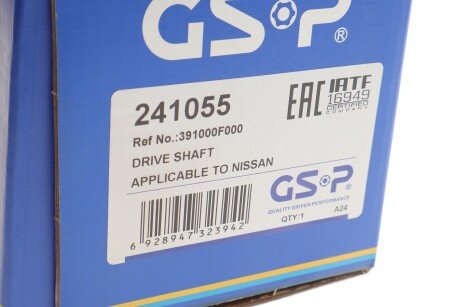 GSP®
241055
Ref No.:391000F000
DRIVE SHAFT
APPLICABLE TO NISSAN
EAC IATF
16949
CERTIFIED
COMPANY
GSP®
QUALITY DRIVEN PERFORMANCE
QTY:1 A24
6 928947 323942